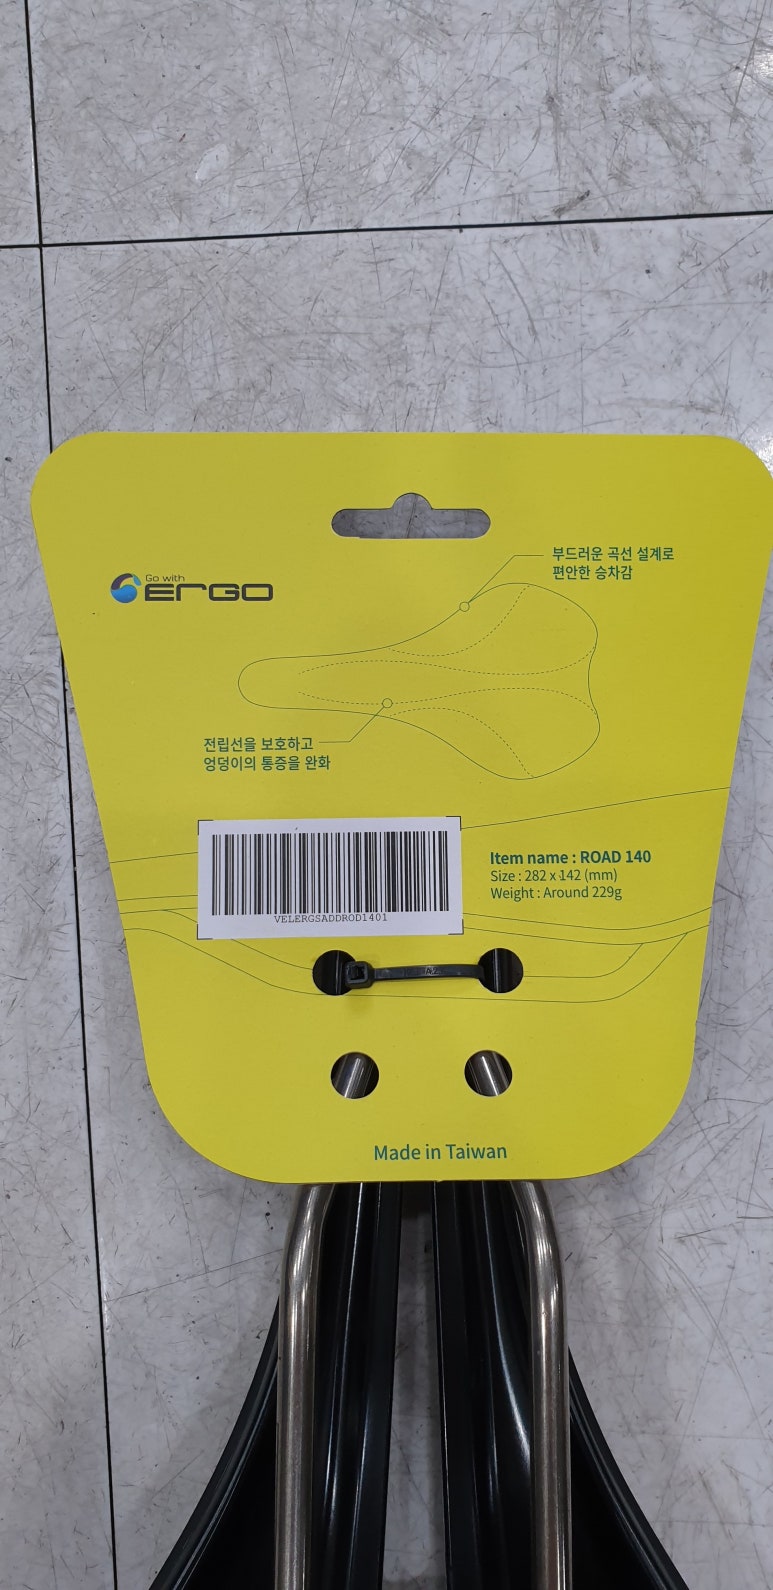 Go with
ERGO
부드러운 곡선 설계로
편안한 승차감
전립선을 보호하고
엉덩이의 통증을 완화
VELERGSADDROD1401
Item name : ROAD 140
Size : 282 x 142 (mm)
Weight : Around 229g
Made in Taiwan